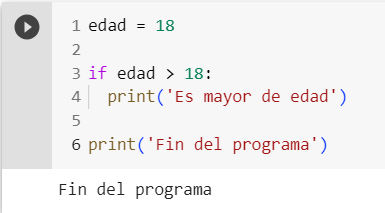 1 edad = 18
2
3 if edad > 18:
4   print('Es mayor de edad')
5
6 print('Fin del programa')
Fin del programa